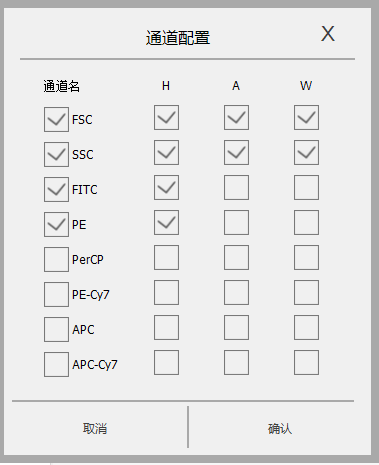 通道配置 X
通道名 H A W
FSC
SSC
FITC
PE
PerCP
PE-Cy7
APC
APC-Cy7
取消 确认